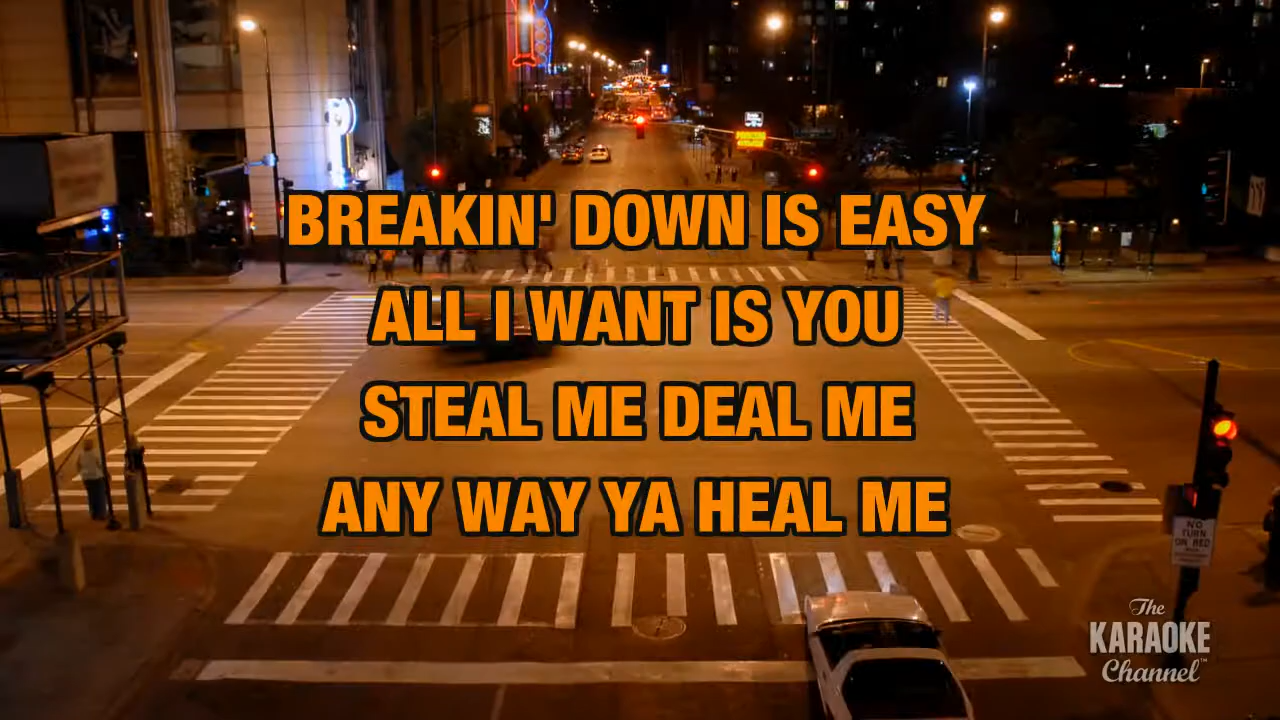 BREAKIN' DOWN IS EASY
ALL I WANT IS YOU
STEAL ME DEAL ME
ANY WAY YA HEAL ME
NO
TURN
ON RED
The
KARAOKE
Channel™